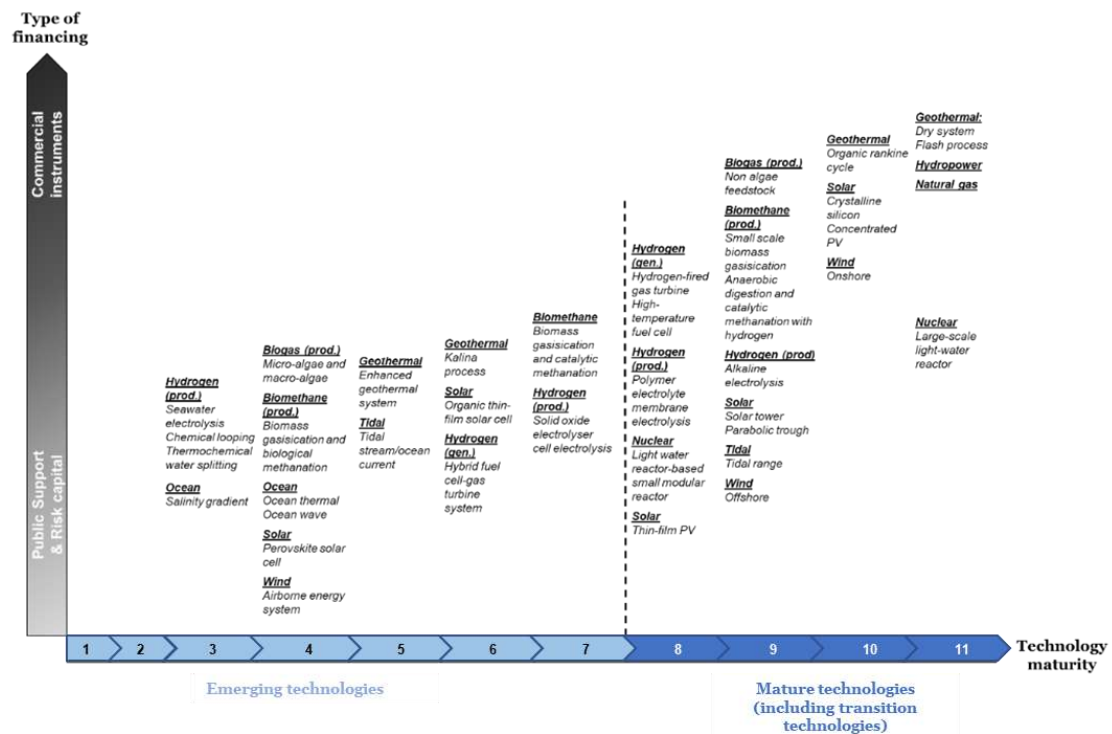 Type of
financing
Commercial
instruments
Public Support
& Risk capital
Hydrogen
(prod.)
Seawater
electrolysis
Chemical looping
Thermochemical
water splitting
Ocean
Salinity gradient
Biogas (prod.)
Micro-algae and
macro-algae
Biomethane
(prod.)
Biomass
gasisication and
biological
methanation
Ocean
Ocean thermal
Ocean wave
Solar
Perovskite solar
cell
Wind
Airborne energy
system
Geothermal
Enhanced
geothermal
system
Tidal
Tidal
stream/ocean
current
Geothermal
Kalina
process
Solar
Organic thin-
film solar cell
Hydrogen
(gen.)
Hybrid fuel
cell-gas
turbine
system
Biomethane
Biomass
gasisication
and catalytic
methanation
Hydrogen
(prod.)
Solid oxide
electrolyser
cell electrolysis
Hydrogen
(gen.)
Hydrogen-fired
gas turbine
High-
temperature
fuel cell
Hydrogen
(prod.)
Polymer
electrolyte
membrane
electrolysis
Nuclear
Light water
reactor-based
small modular
reactor
Solar
Thin-film PV
Biogas (prod.)
Non algae
feedstock
Biomethane
(prod.)
Small scale
biomass
gasisication
Anaerobic
digestion and
catalytic
methanation with
hydrogen
Hydrogen (prod)
Alkaline
electrolysis
Solar
Solar tower
Parabolic trough
Tidal
Tidal range
Wind
Offshore
Geothermal
Organic rankine
cycle
Solar
Crystalline
silicon
Concentrated
PV
Wind
Onshore
Geothermal:
Dry system
Flash process
Hydropower
Natural gas
Nuclear
Large-scale
light-water
reactor
1 2 3 4 5 6 7 8 9 10 11
Technology
maturity
Emerging technologies
Mature technologies
(including transition
technologies)